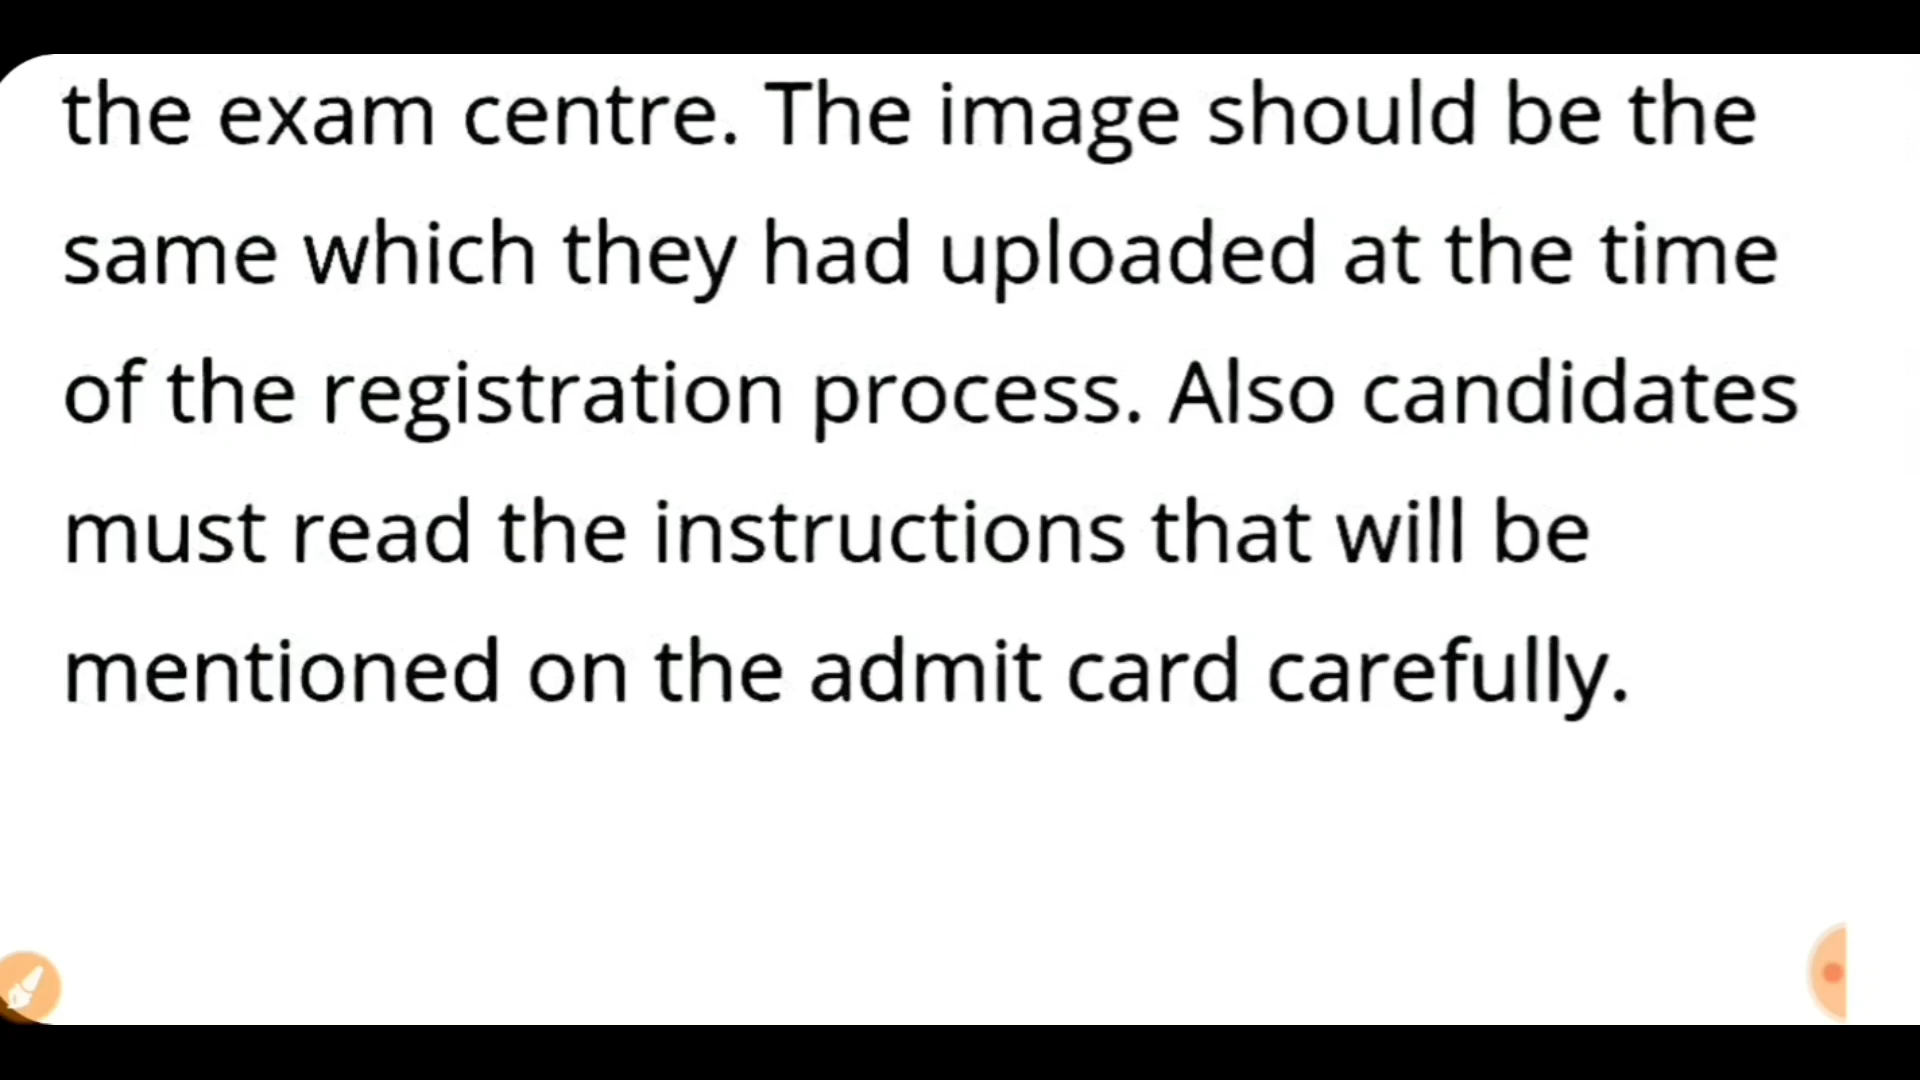 the exam centre. The image should be the
same which they had uploaded at the time
of the registration process. Also candidates
must read the instructions that will be
mentioned on the admit card carefully.